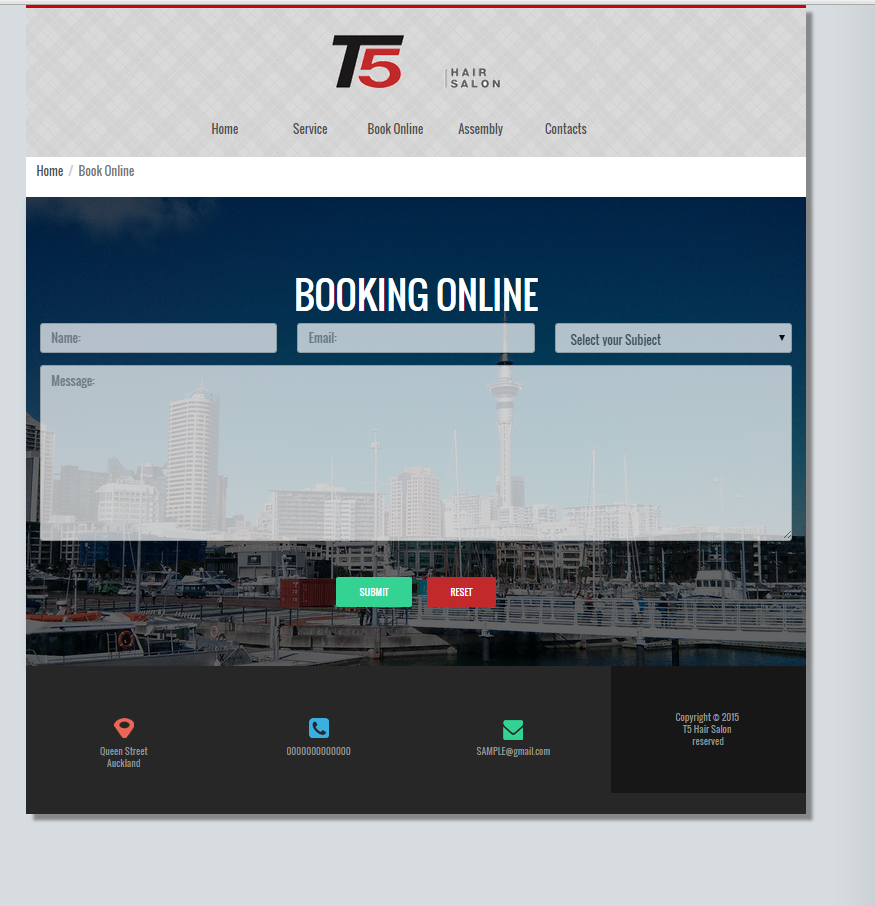 T5 HAIR
SALON
Home Service Book Online Assembly Contacts
Home / Book Online
BOOKING ONLINE
Name: Email: Select your Subject
Message:
SUBMIT RESET
Queen Street
Auckland
0000000000000
SAMPLE@gmail.com
Copyright © 2015
T5 Hair Salon
reserved